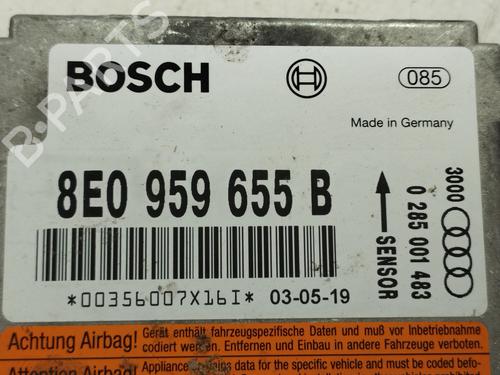 BOSCH
085
Made in Germany
8E0 959 655 B
*00356007X16I* 03-05-19
SENSOR
0 285 001 483
3000
Achtung Airbag! Gerät enthält fahrzeugspezifische Daten und muß vor Inbetriebnahme
codiert werden. Entfernen und Einbau in andere Fahrzeuge verboten.
Attention Airbag! Appliance contains data for the specific vehicle and must be coded befo-
B-PARTS